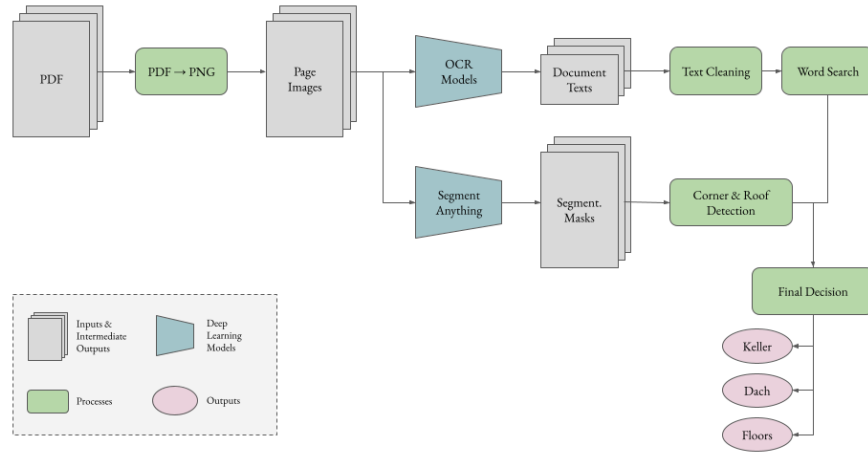 PDF
PDF → PNG
Page
Images
OCR
Models
Document
Texts
Text Cleaning
Word Search
Segment
Anything
Segment.
Masks
Corner & Roof
Detection
Final Decision
Keller
Dach
Floors
Inputs &
Intermediate
Outputs
Deep
Learning
Models
Processes
Outputs